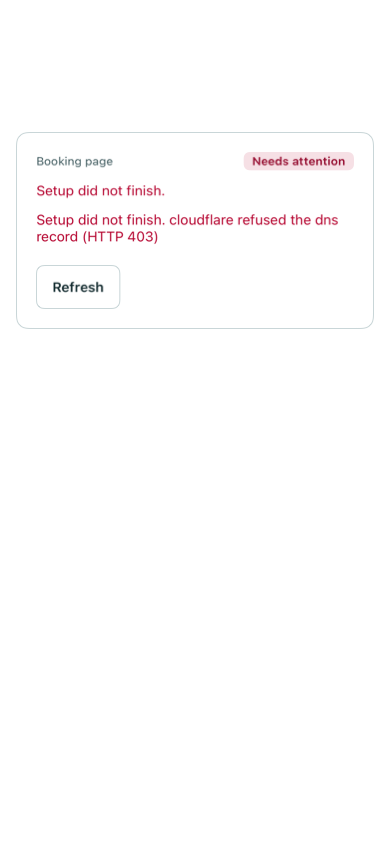 Booking page
Needs attention
Setup did not finish.
Setup did not finish. cloudflare refused the dns
record (HTTP 403)
Refresh